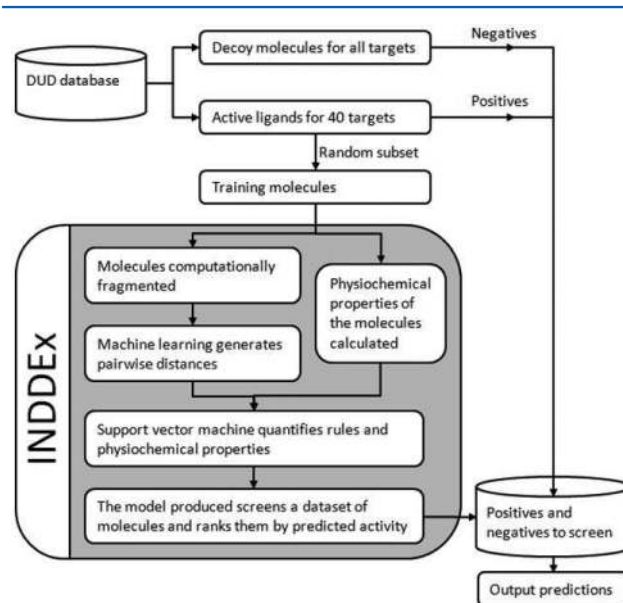 Negatives
Decoy molecules for all targets
DUD database
Positives
Active ligands for 40 targets
Random subset
Training molecules
INDDEx
Molecules computationally
fragmented
Physiochemical
properties of
the molecules
calculated
Machine learning generates
pairwise distances
Support vector machine quantifies rules and
physiochemical properties
The model produced screens a dataset of
molecules and ranks them by predicted activity
Positives and
negatives to screen
Output predictions